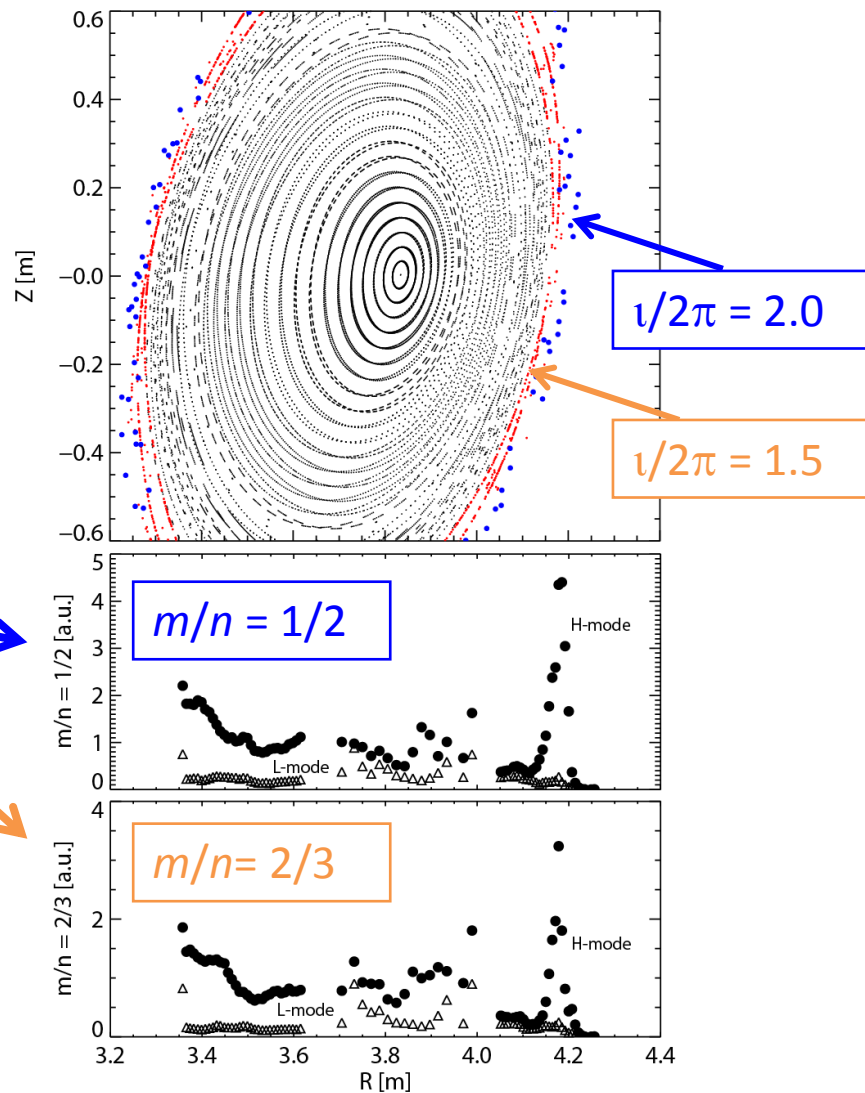 0.6
0.4
0.2
−0.0
−0.2
−0.4
−0.6
Z [m]
ι/2π = 2.0
ι/2π = 1.5
5
4
3
2
1
0
m/n = 1/2 [a.u.]
m/n = 1/2
H-mode
L-mode
4
2
0
m/n = 2/3 [a.u.]
m/n= 2/3
H-mode
L-mode
3.2 3.4 3.6 3.8 4.0 4.2 4.4
R [m]